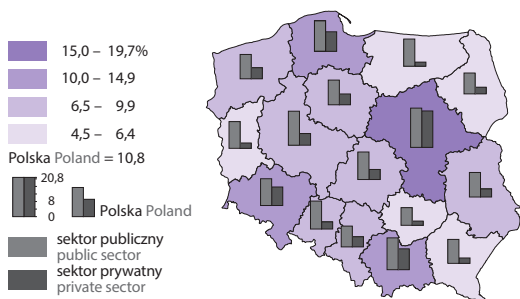 15,0 – 19,7%
10,0 – 14,9
6,5 – 9,9
4,5 – 6,4
Polska Poland = 10,8
20,8
8
0
Polska Poland
sektor publiczny
public sector
sektor prywatny
private sector